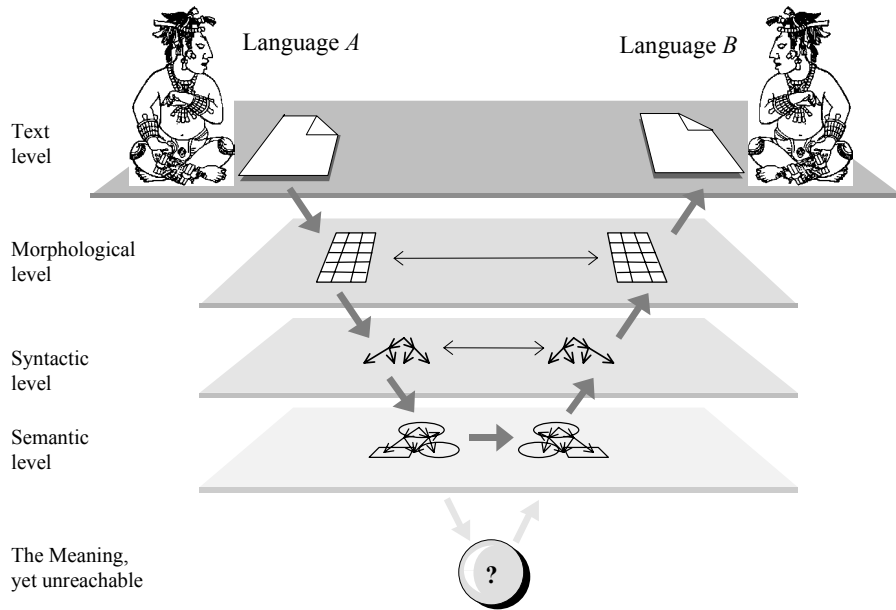 Language A
Language B
Text
level
Morphological
level
Syntactic
level
Semantic
level
The Meaning,
yet unreachable
?